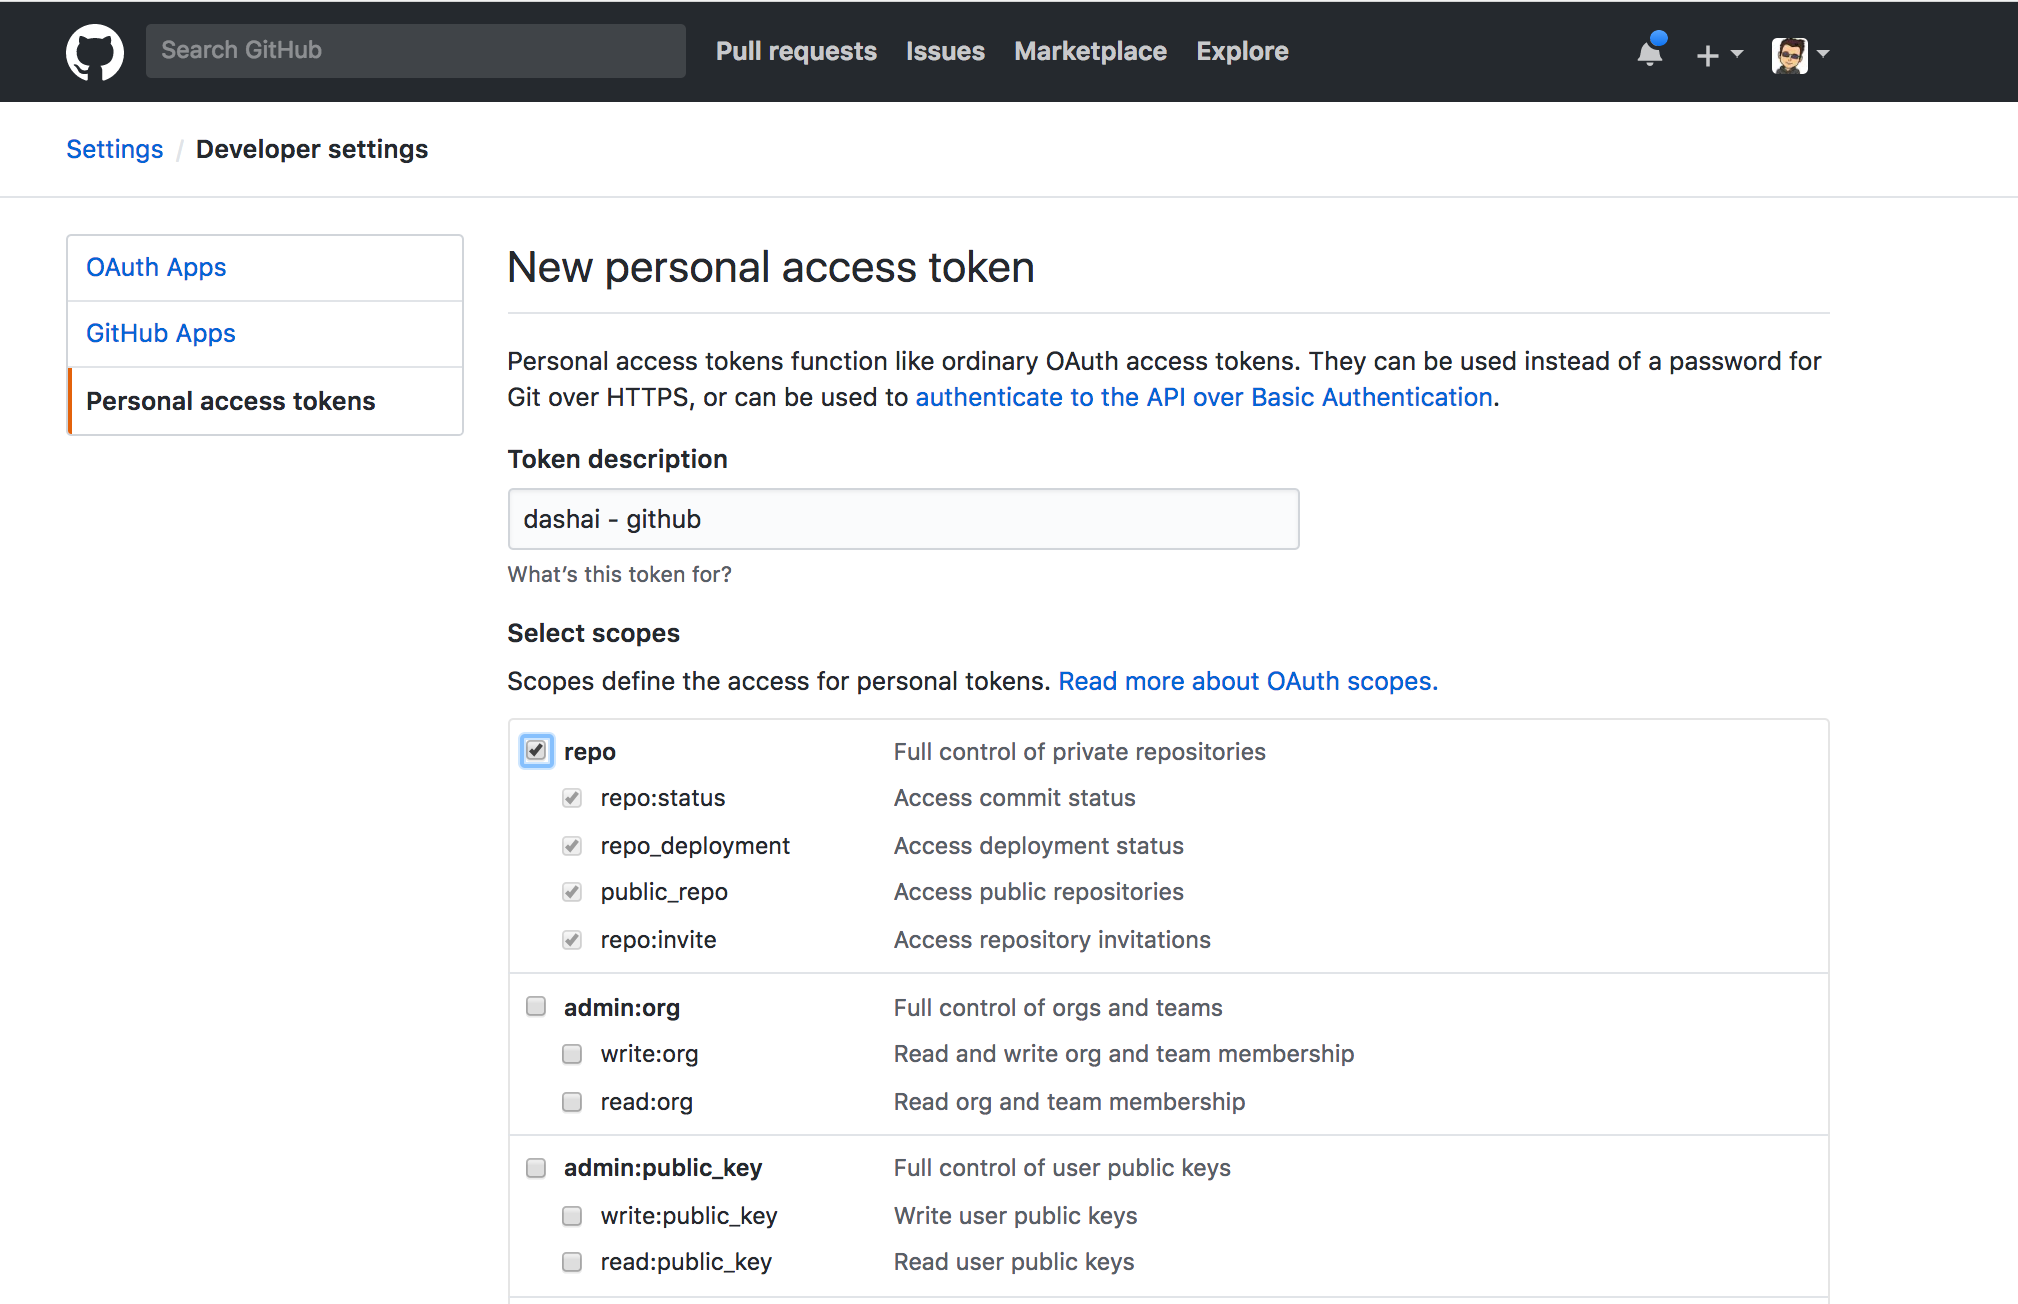 Search GitHub
Pull requests Issues Marketplace Explore
Settings / Developer settings
OAuth Apps
GitHub Apps
Personal access tokens
New personal access token
Personal access tokens function like ordinary OAuth access tokens. They can be used instead of a password for
Git over HTTPS, or can be used to authenticate to the API over Basic Authentication.
Token description
dashai - github
What’s this token for?
Select scopes
Scopes define the access for personal tokens. Read more about OAuth scopes.
repo Full control of private repositories
repo:status Access commit status
repo_deployment Access deployment status
public_repo Access public repositories
repo:invite Access repository invitations
admin:org Full control of orgs and teams
write:org Read and write org and team membership
read:org Read org and team membership
admin:public_key Full control of user public keys
write:public_key Write user public keys
read:public_key Read user public keys